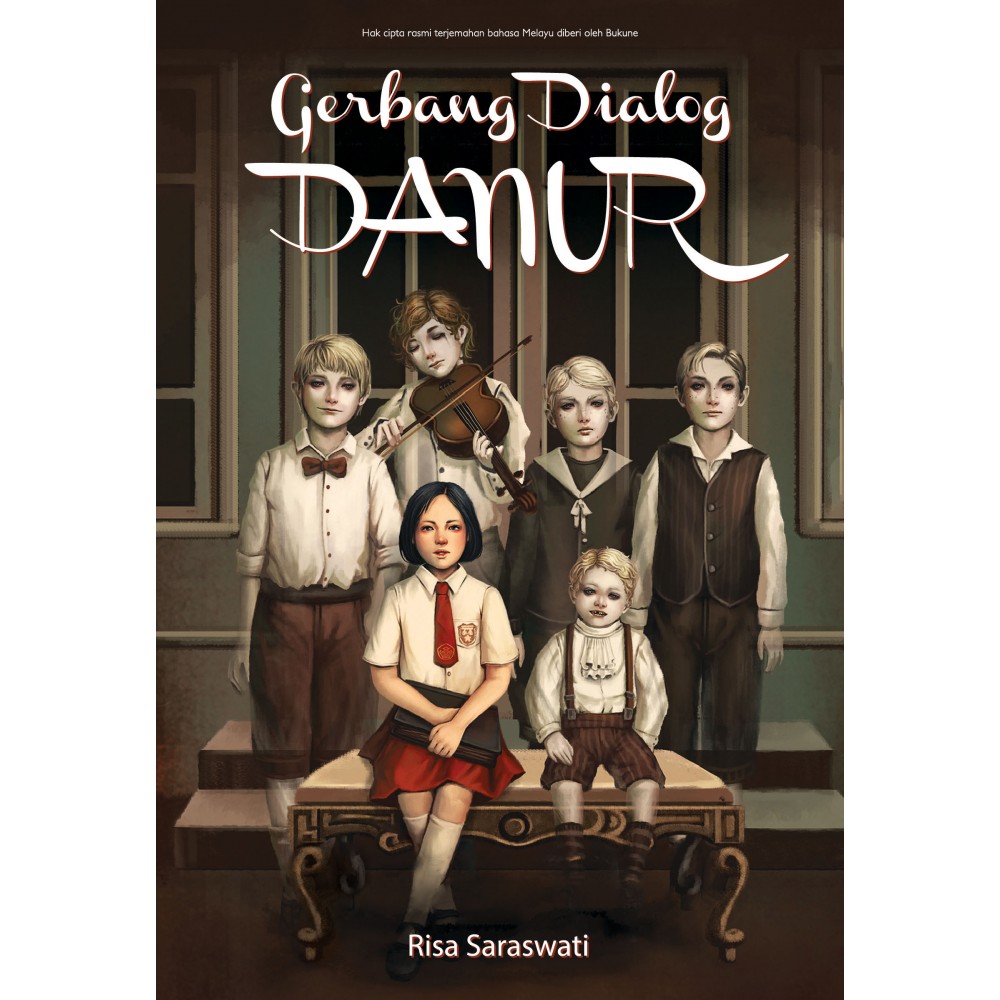 Hak cipta rasmi terjemahan bahasa Melayu diberi oleh Bukune
Gerbang Dialog
DANUR
Risa Saraswati